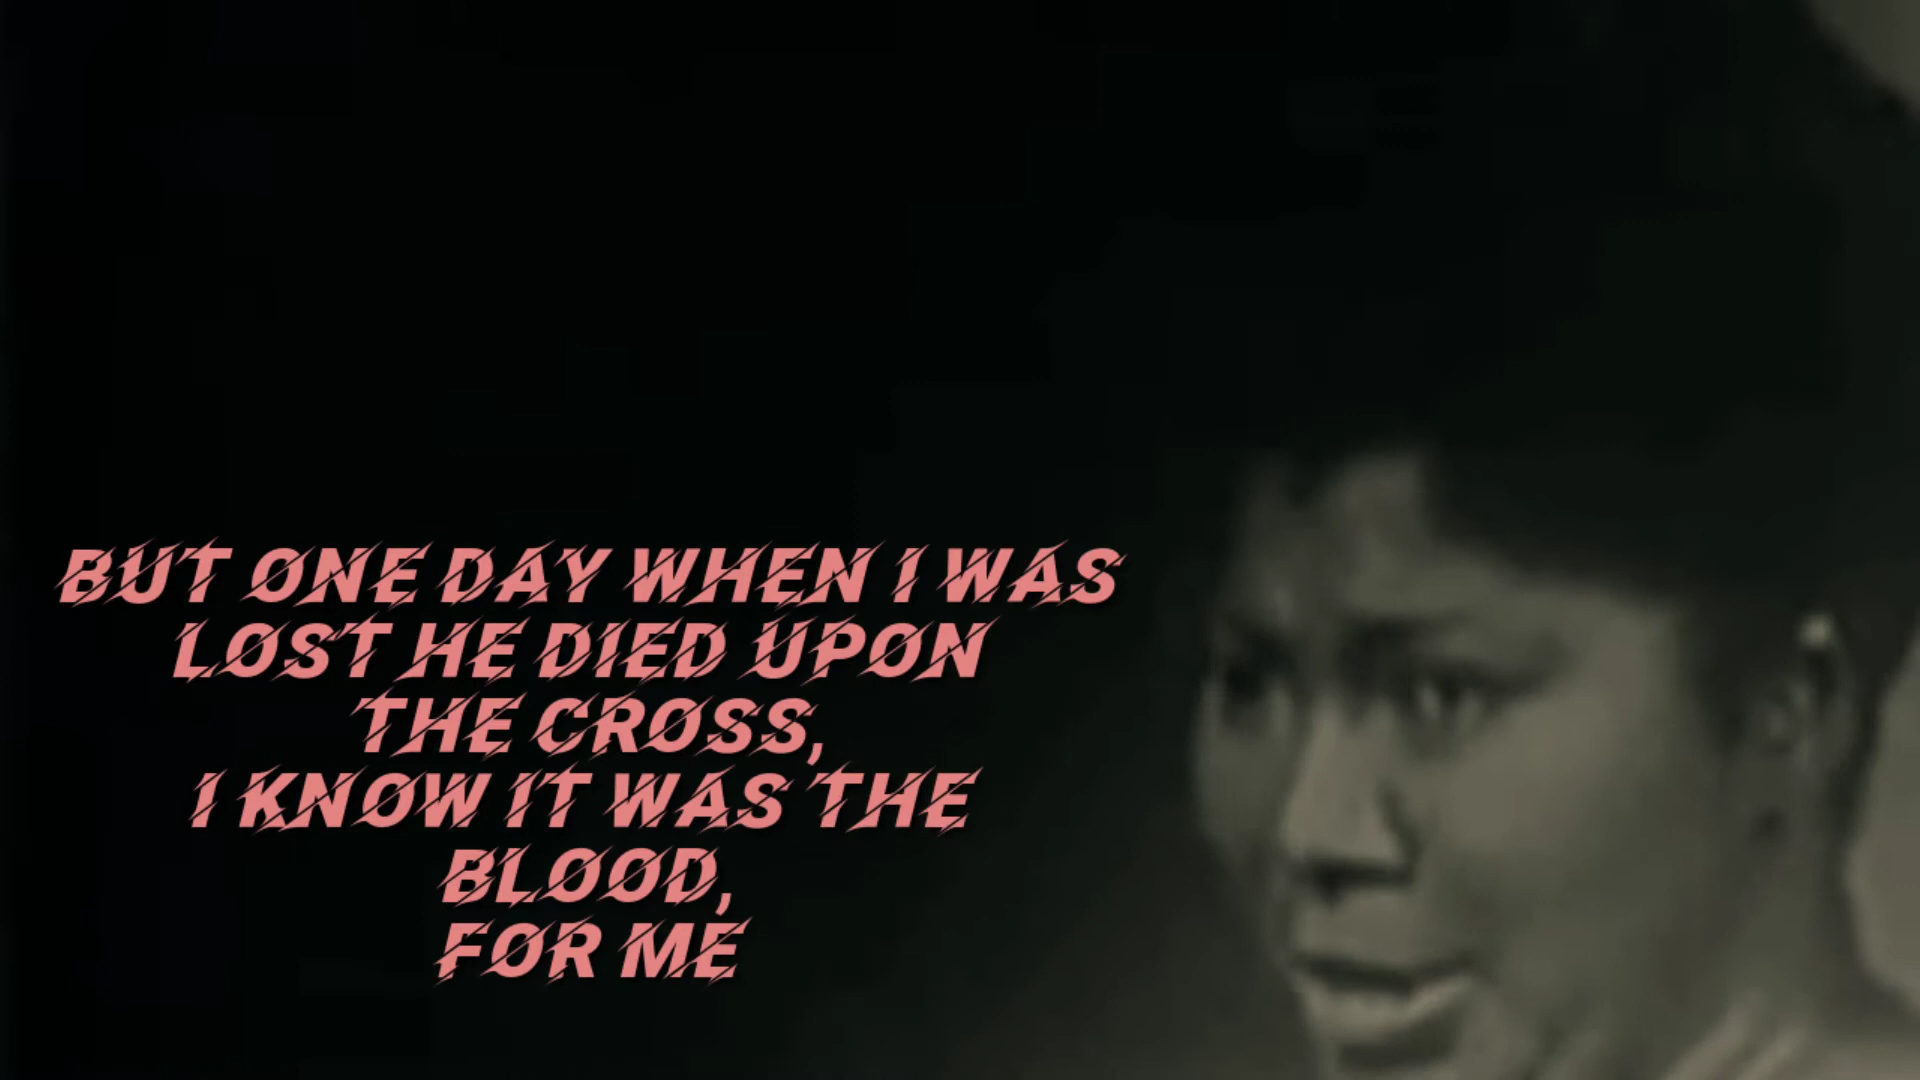 BUT ONE DAY WHEN I WAS
LOST HE DIED UPON
THE CROSS,
I KNOW IT WAS THE
BLOOD,
FOR ME